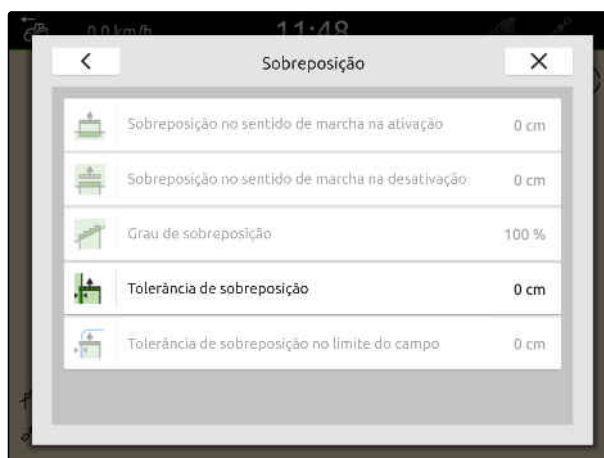 0.0 km/h
11:48
Sobreposição
Sobreposição no sentido de marcha na ativação 0 cm
Sobreposição no sentido de marcha na desativação 0 cm
Grau de sobreposição 100 %
Tolerância de sobreposição 0 cm
Tolerância de sobreposição no limite do campo 0 cm